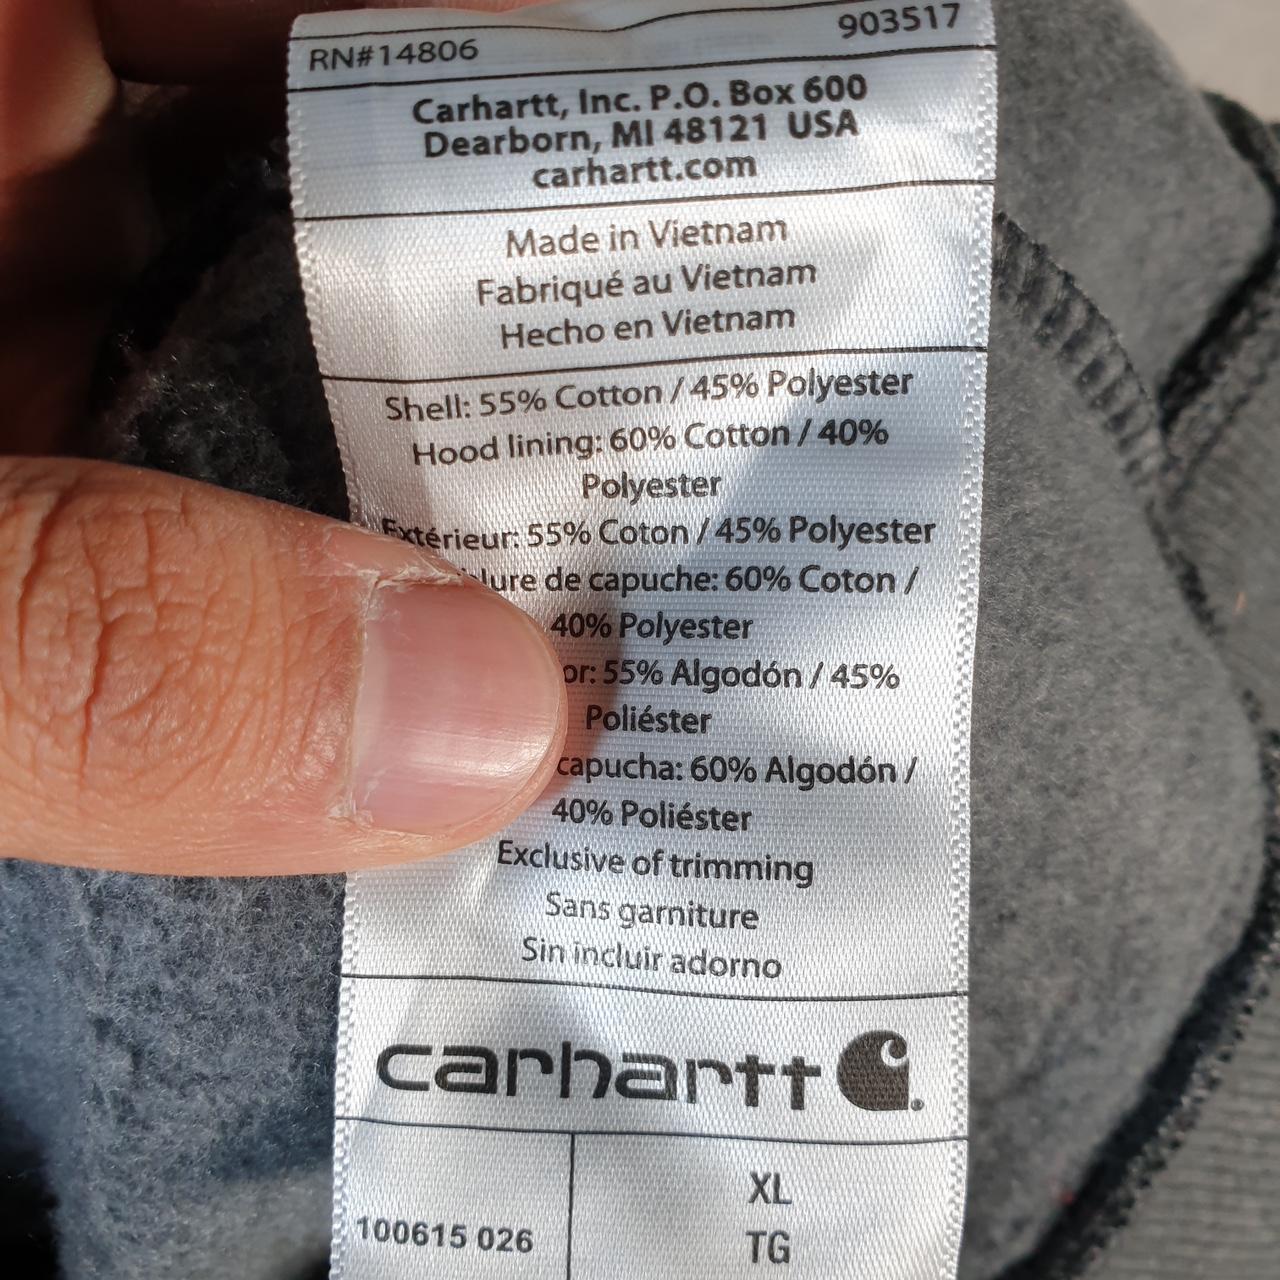 RN#14806
903517
Carhartt, Inc. P.O. Box 600
Dearborn, MI 48121 USA
carhartt.com
Made in Vietnam
Fabriqué au Vietnam
Hecho en Vietnam
Shell: 55% Cotton / 45% Polyester
Hood lining: 60% Cotton / 40%
Polyester
Extérieur: 55% Coton / 45% Polyester
de capuche: 60% Coton /
40% Polyester
55% Algodón / 45%
Poliéster
capucha: 60% Algodón /
40% Poliéster
Exclusive of trimming
Sans garniture
Sin incluir adorno
carhartt
100615 026
XL
TG